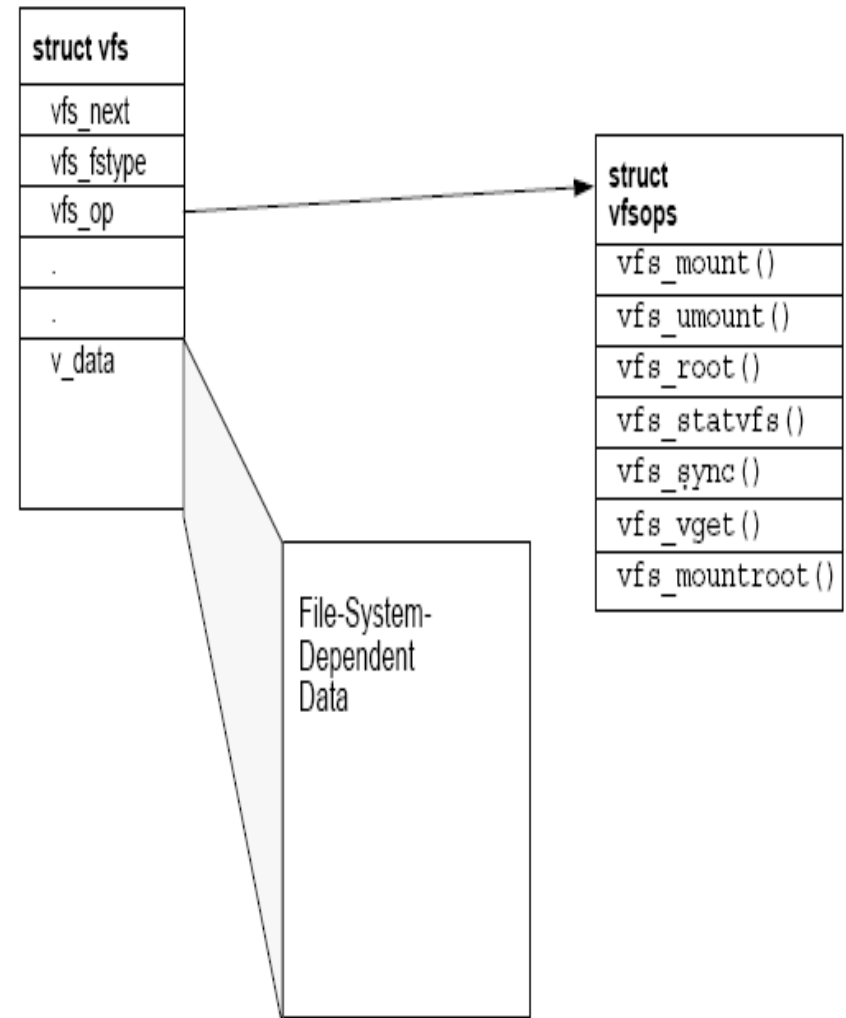 struct vfs
vfs_next
vfs_fstype
vfs_op
.
.
v_data
struct
vfsops
vfs_mount()
vfs_umount()
vfs_root()
vfs_statvfs()
vfs_sync()
vfs_vget()
vfs_mountroot()
File-System-
Dependent
Data